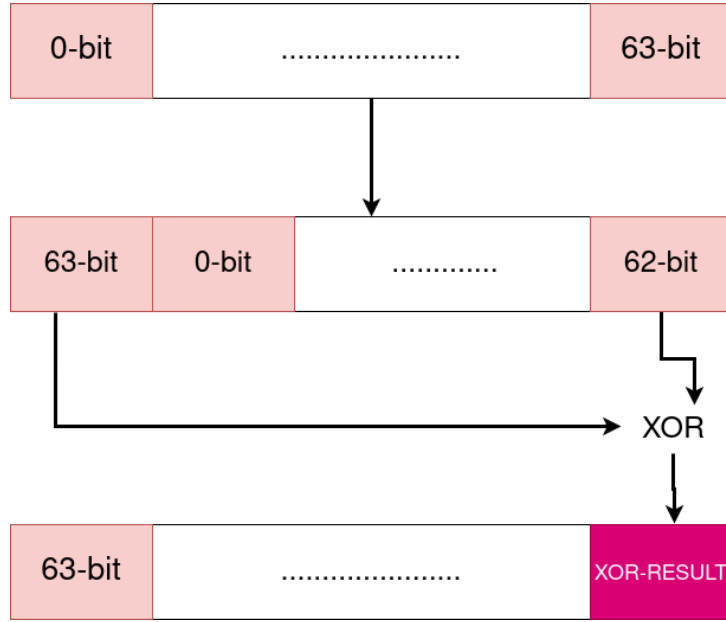 0-bit ...................... 63-bit
63-bit 0-bit ............. 62-bit
XOR
63-bit ...................... XOR-RESULT